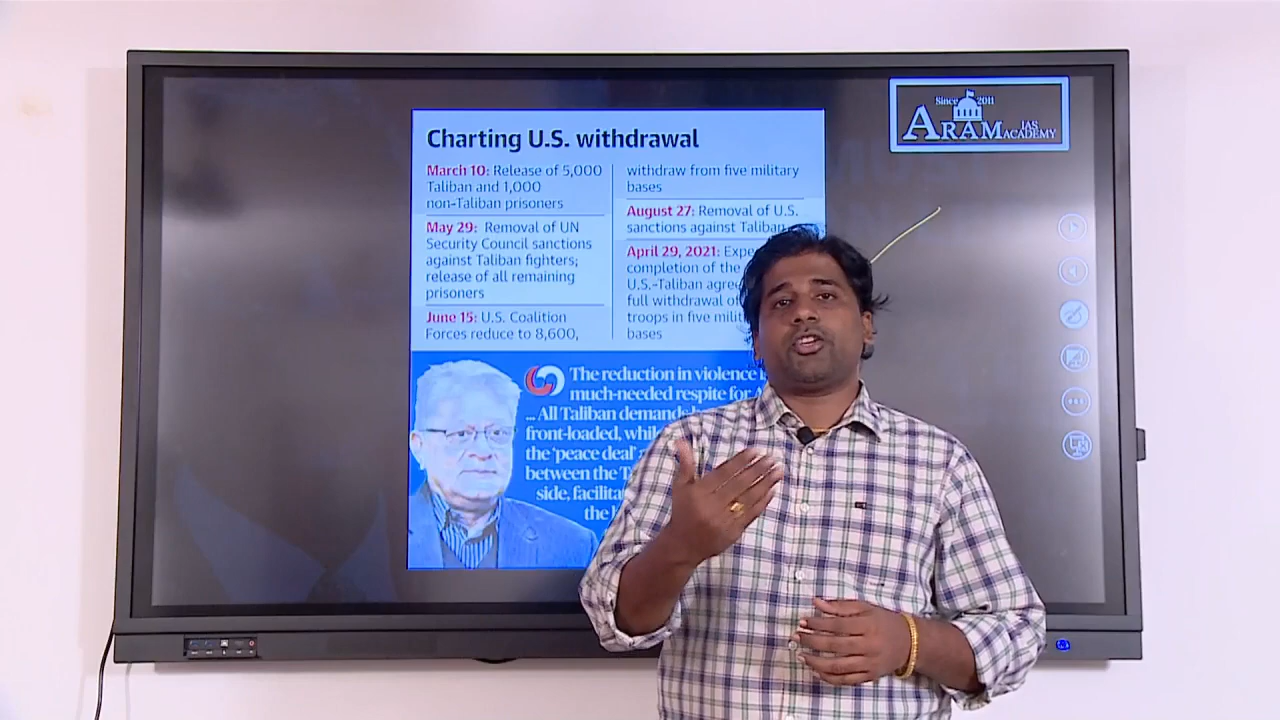 Since 2011
ARAM IAS ACADEMY
Charting U.S. withdrawal
March 10: Release of 5,000
Taliban and 1,000
non-Taliban prisoners
May 29: Removal of UN
Security Council sanctions
against Taliban fighters;
release of all remaining
prisoners
June 15: U.S. Coalition
Forces reduce to 8,600,
withdraw from five military
bases
August 27: Removal of U.S.
sanctions against Taliban
April 29, 2021:
completion of the
U.S.-Taliban
full withdrawal of
troops in five
bases
The reduction in violence
much-needed respite for
... All Taliban demands
front-loaded,
the 'peace deal'
between the
side,
the